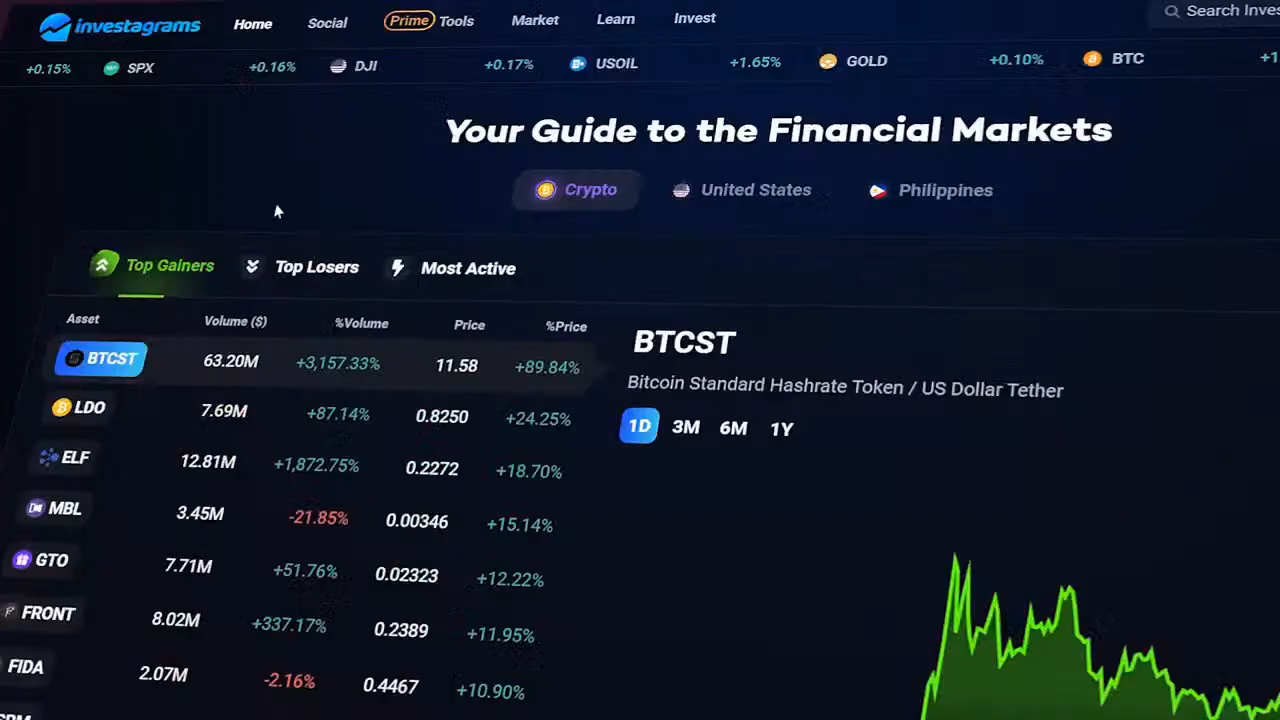 investagrams Home Social Prime Tools Market Learn Invest Search Inves
+0.15% SPX +0.16% DJI +0.17% USOIL +1.65% GOLD +0.10% BTC +1
Your Guide to the Financial Markets
Crypto United States Philippines
Top Gainers Top Losers Most Active
Asset Volume ($) %Volume Price %Price
BTCST 63.20M +3,157.33% 11.58 +89.84%
LDO 7.69M +87.14% 0.8250 +24.25%
ELF 12.81M +1,872.75% 0.2272 +18.70%
MBL 3.45M -21.85% 0.00346 +15.14%
GTO 7.71M +51.76% 0.02323 +12.22%
FRONT 8.02M +337.17% 0.2389 +11.95%
FIDA 2.07M -2.16% 0.4467 +10.90%
BTCST
Bitcoin Standard Hashrate Token / US Dollar Tether
1D 3M 6M 1Y